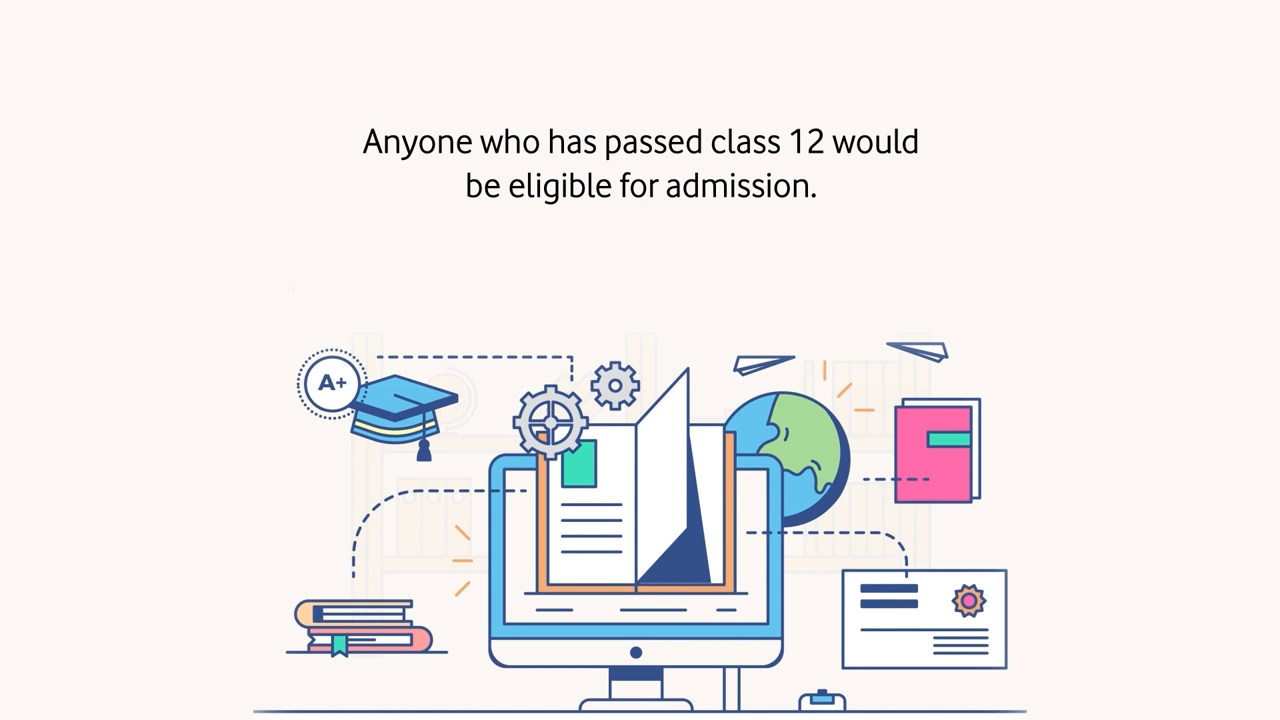 Anyone who has passed class 12 would
be eligible for admission.
A+